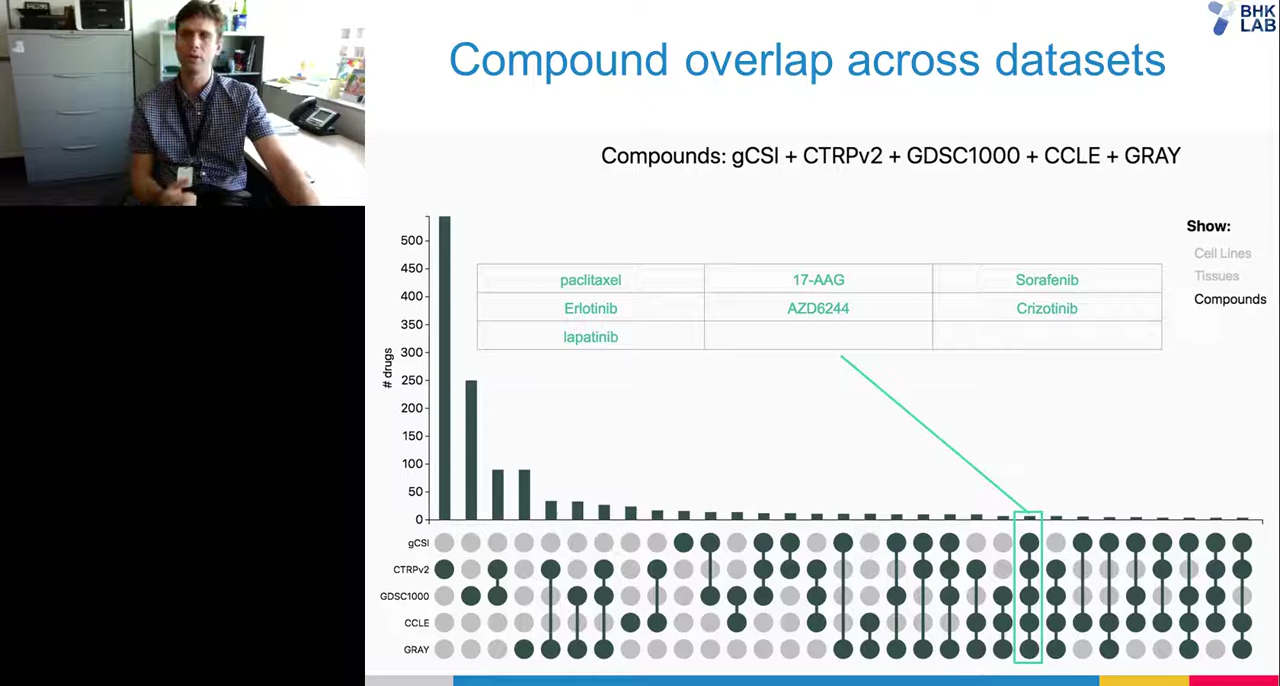 BHK
LAB
Compound overlap across datasets
Compounds: gCSI + CTRPv2 + GDSC1000 + CCLE + GRAY
Show:
Cell Lines
Tissues
Compounds
# drugs
500
450
400
350
300
250
200
150
100
50
0
paclitaxel 17-AAG Sorafenib
Erlotinib AZD6244 Crizotinib
lapatinib
gCSI
CTRPv2
GDSC1000
CCLE
GRAY